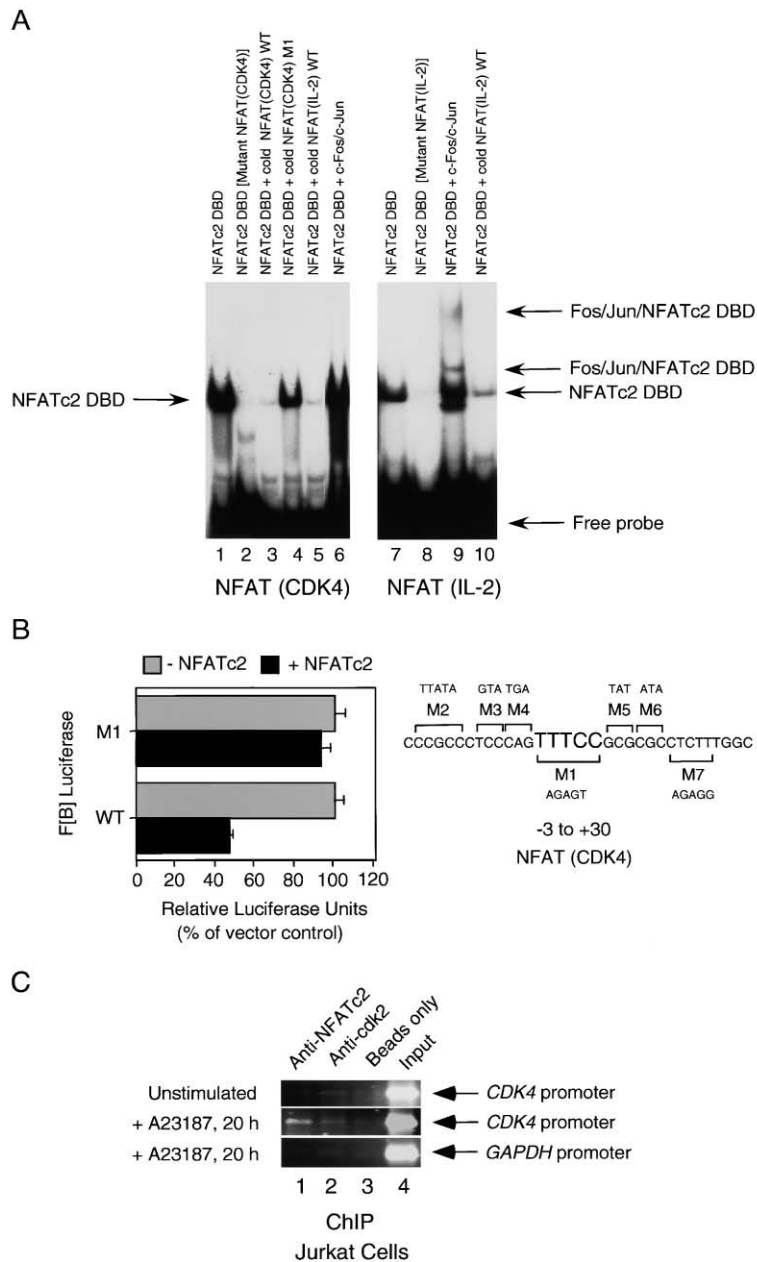 A
NFATc2 DBD
NFATc2 DBD [Mutant NFAT(CDK4)]
NFATc2 DBD + cold NFAT(CDK4) WT
NFATc2 DBD + cold NFAT(CDK4) M1
NFATc2 DBD + cold NFAT(IL-2) WT
NFATc2 DBD + c-Fos/c-Jun
NFATc2 DBD
NFATc2 DBD [Mutant NFAT(IL-2)]
NFATc2 DBD + c-Fos/c-Jun
NFATc2 DBD + cold NFAT(IL-2) WT
Fos/Jun/NFATc2 DBD
Fos/Jun/NFATc2 DBD
NFATc2 DBD
NFATc2 DBD
Free probe
1 2 3 4 5 6
7 8 9 10
NFAT (CDK4)
NFAT (IL-2)
B
- NFATc2
+ NFATc2
F[B] Luciferase
M1
WT
0 20 40 60 80 100 120
Relative Luciferase Units
(% of vector control)
TTATA GTA TGA TAT ATA
M2 M3 M4 M5 M6
CCCGCCCTCCCAGTTTCCGCGCGCCTCTTTGGC
M1 M7
AGAGT AGAGG
-3 to +30
NFAT (CDK4)
C
Anti-NFATc2
Anti-cdk2
Beads only
Input
Unstimulated
CDK4 promoter
+ A23187, 20 h
CDK4 promoter
+ A23187, 20 h
GAPDH promoter
1 2 3 4
ChIP
Jurkat Cells